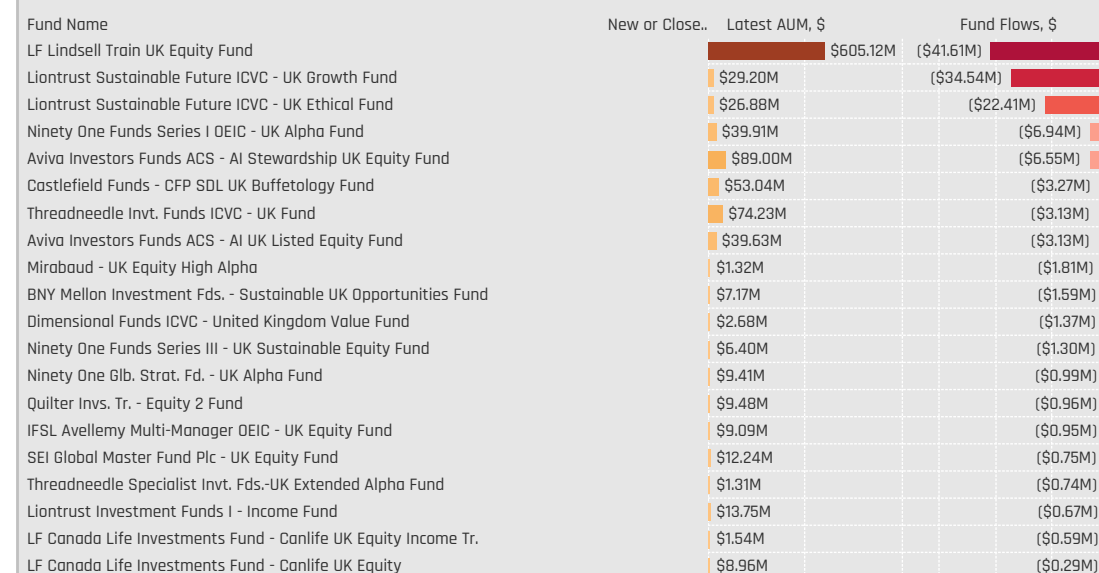 Fund Name New or Close.. Latest AUM, $ Fund Flows, $
LF Lindsell Train UK Equity Fund $605.12M ($41.61M)
Liontrust Sustainable Future ICVC - UK Growth Fund $29.20M ($34.54M)
Liontrust Sustainable Future ICVC - UK Ethical Fund $26.88M ($22.41M)
Ninety One Funds Series I OEIC - UK Alpha Fund $39.91M ($6.94M)
Aviva Investors Funds ACS - AI Stewardship UK Equity Fund $89.00M ($6.55M)
Castlefield Funds - CFP SDL UK Buffetology Fund $53.04M ($3.27M)
Threadneedle Invt. Funds ICVC - UK Fund $74.23M ($3.13M)
Aviva Investors Funds ACS - AI UK Listed Equity Fund $39.63M ($3.13M)
Mirabaud - UK Equity High Alpha $1.32M ($1.81M)
BNY Mellon Investment Fds. - Sustainable UK Opportunities Fund $7.17M ($1.59M)
Dimensional Funds ICVC - United Kingdom Value Fund $2.68M ($1.37M)
Ninety One Funds Series III - UK Sustainable Equity Fund $6.40M ($1.30M)
Ninety One Glb. Strat. Fd. - UK Alpha Fund $9.41M ($0.99M)
Quilter Invs. Tr. - Equity 2 Fund $9.48M ($0.96M)
IFSL Avellemy Multi-Manager OEIC - UK Equity Fund $9.09M ($0.95M)
SEI Global Master Fund Plc - UK Equity Fund $12.24M ($0.75M)
Threadneedle Specialist Invt. Fds.-UK Extended Alpha Fund $1.31M ($0.74M)
Liontrust Investment Funds I - Income Fund $13.75M ($0.67M)
LF Canada Life Investments Fund - Canlife UK Equity Income Tr. $1.54M ($0.59M)
LF Canada Life Investments Fund - Canlife UK Equity $8.96M ($0.29M)